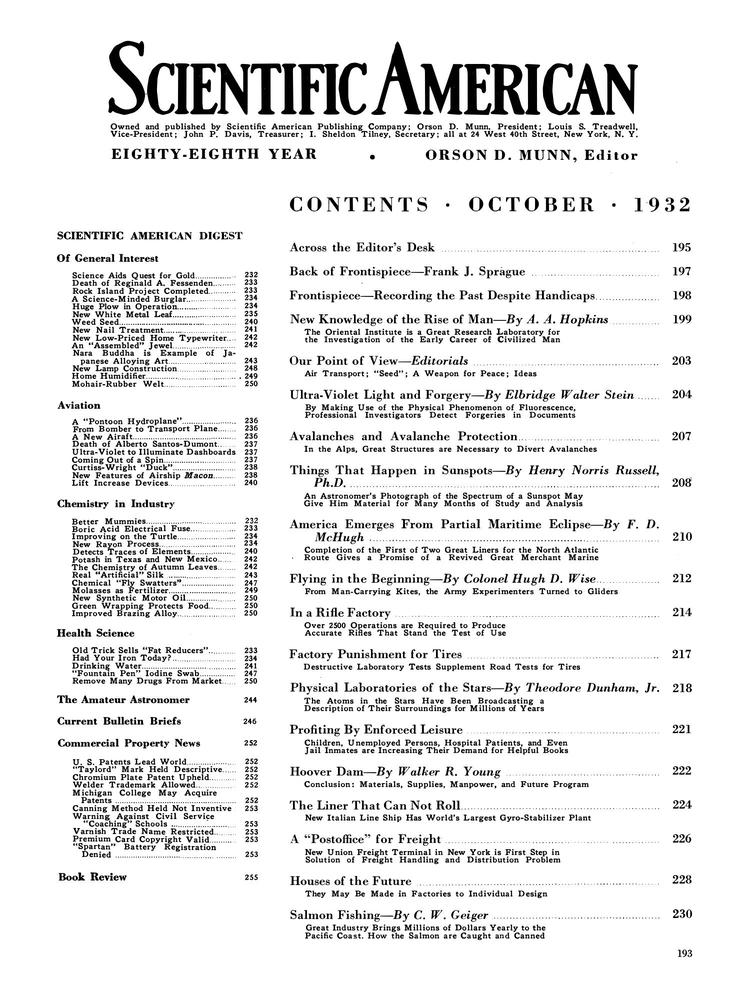 SCIENTIFIC AMERICAN
Owned and published by Scientific American Publishing Company; Orson D. Munn, President; Louis S. Treadwell,
Vice-President; John P. Davis, Treasurer; I. Sheldon Tilney, Secretary; all at 24 West 40th Street, New York, N. Y.
EIGHTY-EIGHTH YEAR • ORSON D. MUNN, Editor
CONTENTS · OCTOBER · 1932
SCIENTIFIC AMERICAN DIGEST
Of General Interest
Science Aids Quest for Gold 232
Death of Reginald A. Fessenden 233
Rock Island Project Completed 233
A Science-Minded Burglar 234
Huge Plow in Operation 234
New White Metal Leaf 235
Weed Seed 240
New Nail Treatment 241
New Low-Priced Home Typewriter 242
An "Assembled" Jewel 242
Nara Buddha is Example of Ja-
panese Alloying Art 243
New Lamp Construction 248
Home Humidifier 249
Mohair-Rubber Welt 250
Aviation
A "Pontoon Hydroplane" 236
From Bomber to Transport Plane 236
A New Airaft 236
Death of Alberto Santos-Dumont 237
Ultra-Violet to Illuminate Dashboards 237
Coming Out of a Spin 237
Curtiss-Wright "Duck" 238
New Features of Airship Macon 238
Lift Increase Devices 240
Chemistry in Industry
Better Mummies 232
Boric Acid Electrical Fuse 233
Improving on the Turtle 234
New Rayon Process 234
Detects Traces of Elements 240
Potash in Texas and New Mexico 242
The Chemistry of Autumn Leaves 242
Real "Artificial" Silk 243
Chemical "Fly Swatters" 247
Molasses as Fertilizer 249
New Synthetic Motor Oil 250
Green Wrapping Protects Food 250
Improved Brazing Alloy 250
Health Science
Old Trick Sells "Fat Reducers" 233
Had Your Iron Today? 234
Drinking Water 241
"Fountain Pen" Iodine Swab 247
Remove Many Drugs From Market 250
The Amateur Astronomer 244
Current Bulletin Briefs 246
Commercial Property News 252
U. S. Patents Lead World 252
"Taylord" Mark Held Descriptive 252
Chromium Plate Patent Upheld 252
Welder Trademark Allowed 252
Michigan College May Acquire
Patents 252
Canning Method Held Not Inventive 253
Warning Against Civil Service
"Coaching" Schools 253
Varnish Trade Name Restricted 253
Premium Card Copyright Valid 253
"Spartan" Battery Registration
Denied 253
Book Review 255
Across the Editor's Desk 195
Back of Frontispiece—Frank J. Sprague 197
Frontispiece—Recording the Past Despite Handicaps 198
New Knowledge of the Rise of Man—By A. A. Hopkins 199
The Oriental Institute is a Great Research Laboratory for
the Investigation of the Early Career of Civilized Man
Our Point of View—Editorials 203
Air Transport; "Seed"; A Weapon for Peace; Ideas
Ultra-Violet Light and Forgery—By Elbridge Walter Stein 204
By Making Use of the Physical Phenomenon of Fluorescence,
Professional Investigators Detect Forgeries in Documents
Avalanches and Avalanche Protection 207
In the Alps, Great Structures are Necessary to Divert Avalanches
Things That Happen in Sunspots—By Henry Norris Russell,
Ph.D. 208
An Astronomer's Photograph of the Spectrum of a Sunspot May
Give Him Material for Many Months of Study and Analysis
America Emerges From Partial Maritime Eclipse—By F. D.
McHugh 210
Completion of the First of Two Great Liners for the North Atlantic
Route Gives a Promise of a Revived Great Merchant Marine
Flying in the Beginning—By Colonel Hugh D. Wise 212
From Man-Carrying Kites, the Army Experimenters Turned to Gliders
In a Rifle Factory 214
Over 2500 Operations are Required to Produce
Accurate Rifles That Stand the Test of Use
Factory Punishment for Tires 217
Destructive Laboratory Tests Supplement Road Tests for Tires
Physical Laboratories of the Stars—By Theodore Dunham, Jr. 218
The Atoms in the Stars Have Been Broadcasting a
Description of Their Surroundings for Millions of Years
Profiting By Enforced Leisure 221
Children, Unemployed Persons, Hospital Patients, and Even
Jail Inmates are Increasing Their Demand for Helpful Books
Hoover Dam—By Walker R. Young 222
Conclusion: Materials, Supplies, Manpower, and Future Program
The Liner That Can Not Roll 224
New Italian Line Ship Has World's Largest Gyro-Stabilizer Plant
A "Postoffice" for Freight 226
New Union Freight Terminal in New York is First Step in
Solution of Freight Handling and Distribution Problem
Houses of the Future 228
They May Be Made in Factories to Individual Design
Salmon Fishing—By C. W. Geiger 230
Great Industry Brings Millions of Dollars Yearly to the
Pacific Coast. How the Salmon are Caught and Canned
193